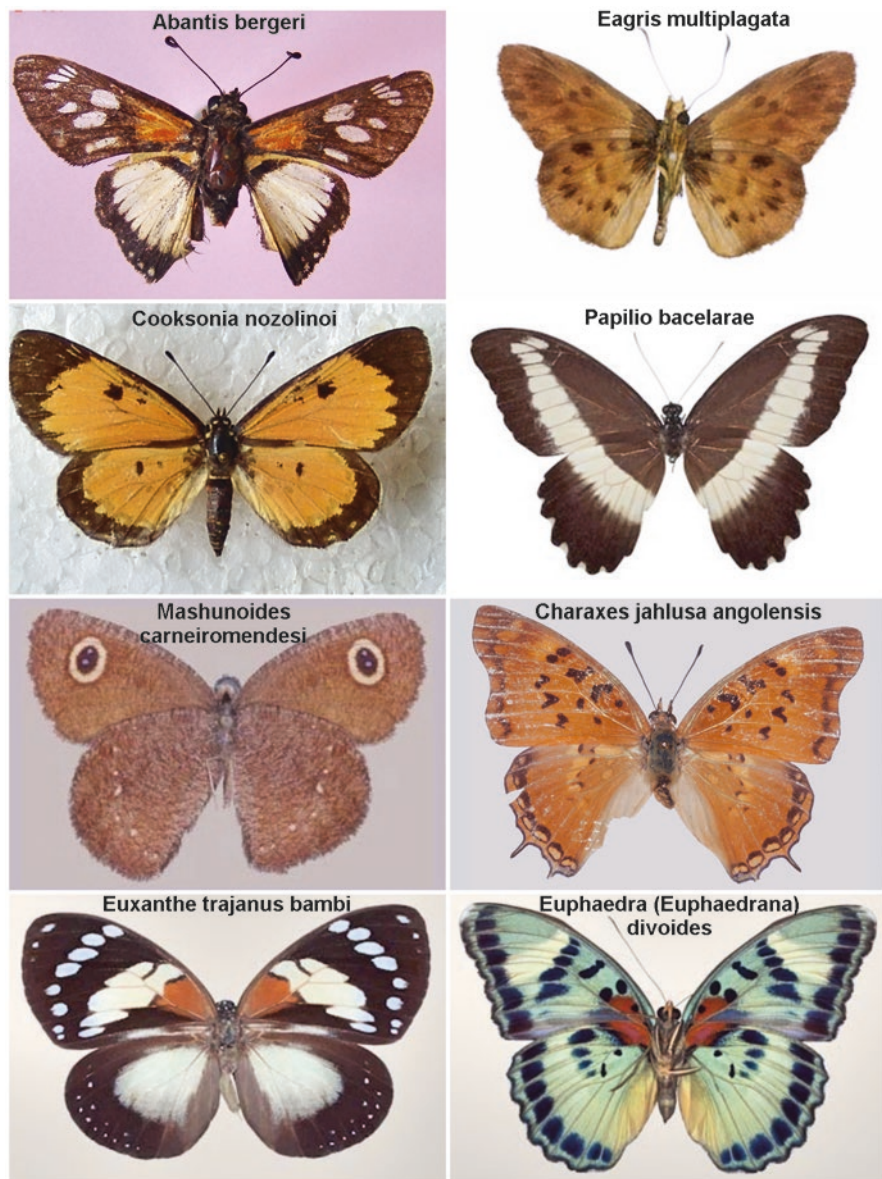 Abantis bergeri
Eagris multiplagata
Cooksonia nozolinoi
Papilio bacelarae
Mashunoides
carneiromendesi
Charaxes jahlusa angolensis
Euxanthe trajanus bambi
Euphaedra (Euphaedrana)
divoides